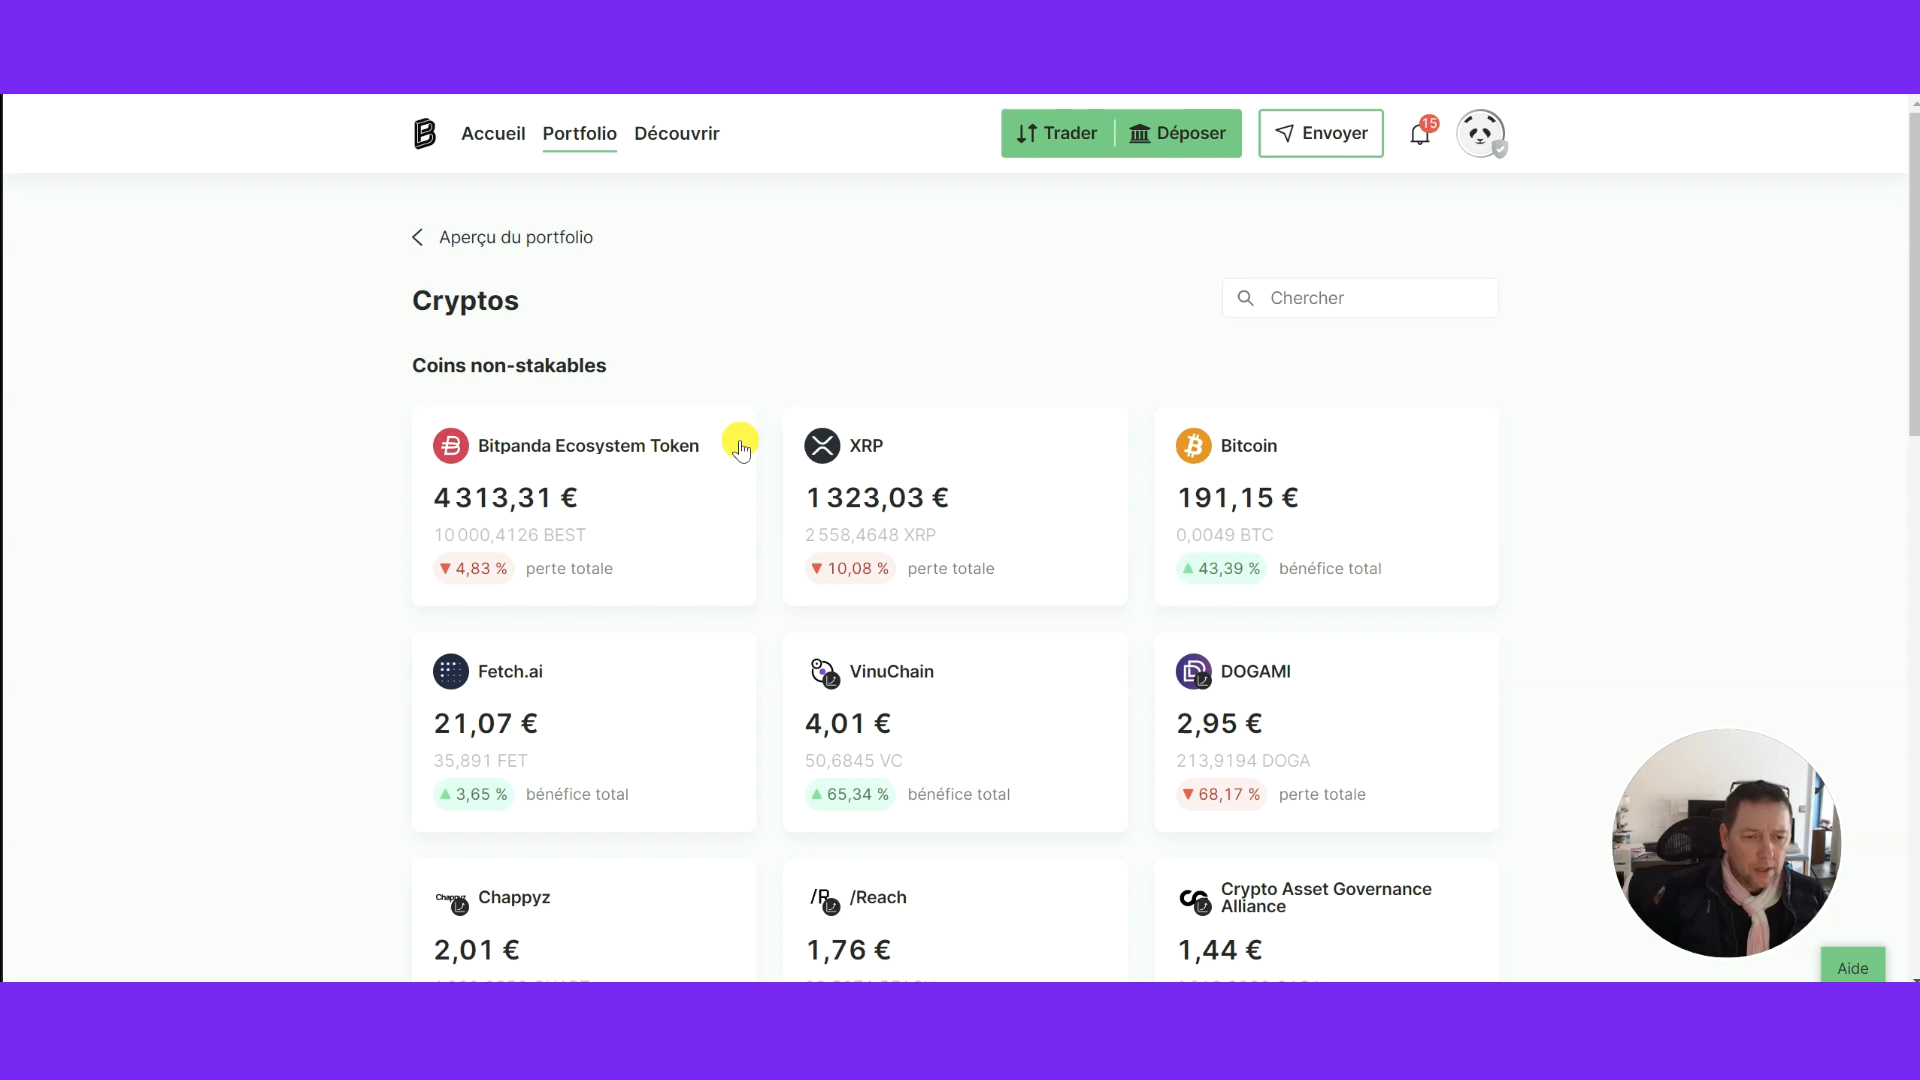 Accueil Portfolio Découvrir Trader Déposer Envoyer 15
Aperçu du portfolio
Cryptos Chercher
Coins non-stakables
Bitpanda Ecosystem Token
4 313,31 €
10 000,4126 BEST
▼ 4,83 % perte totale
XRP
1 323,03 €
2 558,4648 XRP
▼ 10,08 % perte totale
Bitcoin
191,15 €
0,0049 BTC
▲ 43,39 % bénéfice total
Fetch.ai
21,07 €
35,891 FET
▲ 3,65 % bénéfice total
VinuChain
4,01 €
50,6845 VC
▲ 65,34 % bénéfice total
DOGAMI
2,95 €
213,9194 DOGA
▼ 68,17 % perte totale
Chappyz
2,01 €
/Reach
1,76 €
Crypto Asset Governance
Alliance
1,44 €
Aide